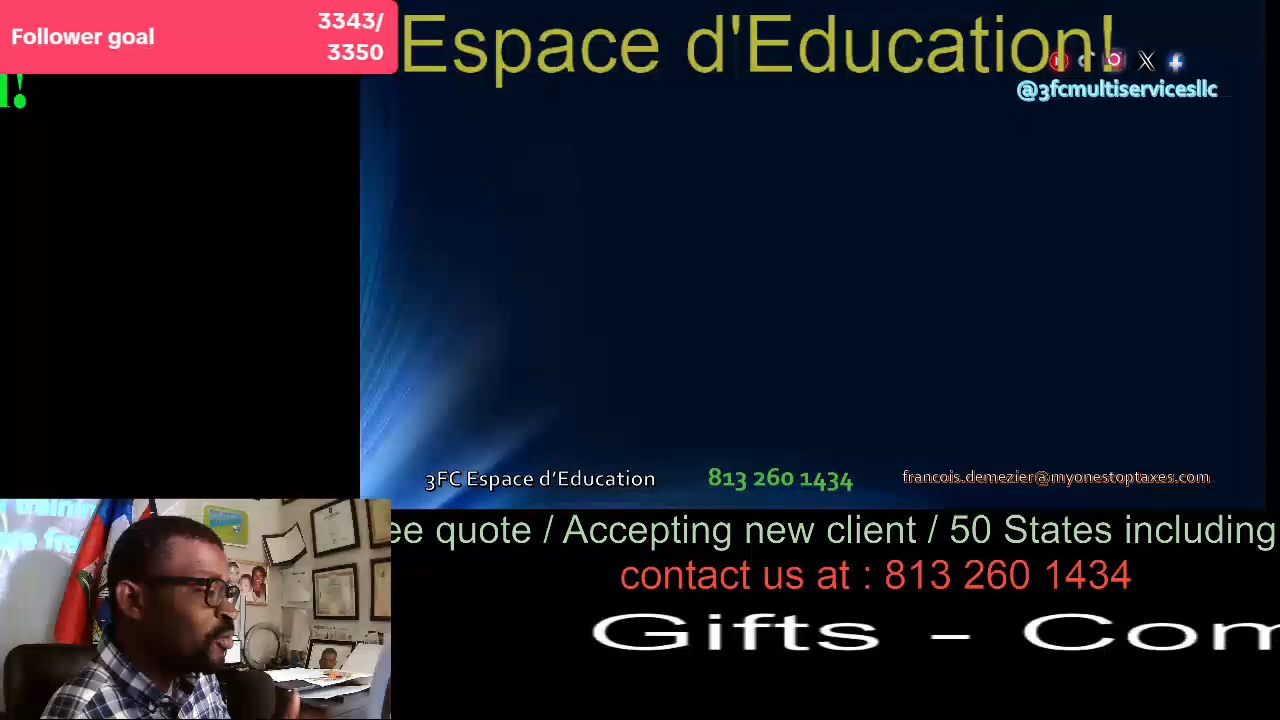 Follower goal
3343/
3350
Espace d'Education!
!
@3fcmultiservicesllc
3FC Espace d'Education
813 260 1434
francois.demezier@myonestoptaxes.com
ee quote / Accepting new client / 50 States including
contact us at : 813 260 1434
Gifts - Com